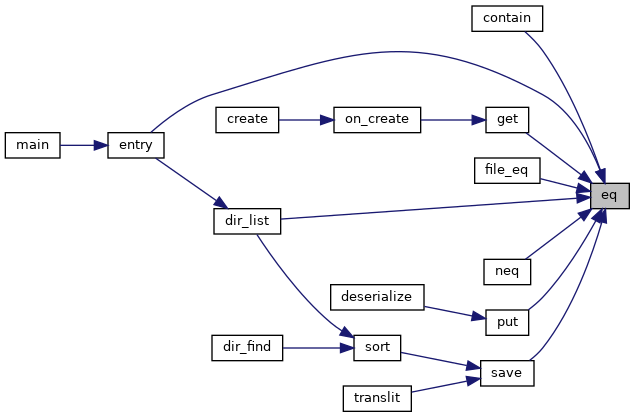 contain
create
on_create
get
main
entry
file_eq
eq
dir_list
neq
deserialize
put
dir_find
sort
save
translit